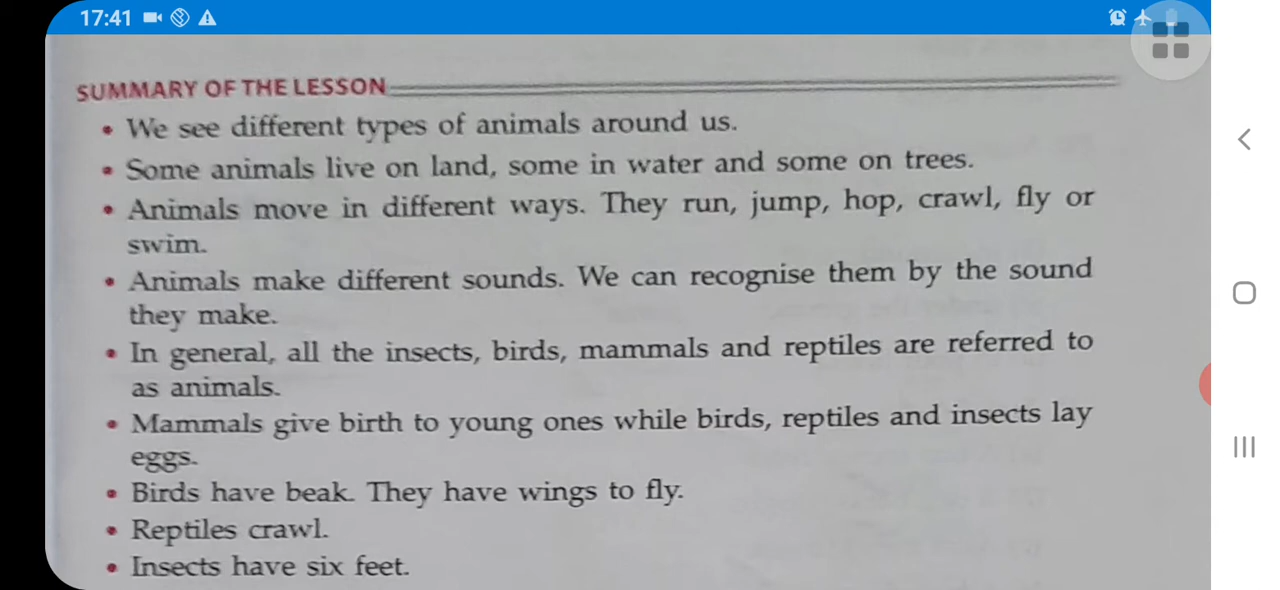 17:41
SUMMARY OF THE LESSON
• We see different types of animals around us.
• Some animals live on land, some in water and some on trees.
• Animals move in different ways. They run, jump, hop, crawl, fly or
swim.
• Animals make different sounds. We can recognise them by the sound
they make.
• In general, all the insects, birds, mammals and reptiles are referred to
as animals.
• Mammals give birth to young ones while birds, reptiles and insects lay
eggs.
• Birds have beak. They have wings to fly.
• Reptiles crawl.
• Insects have six feet.